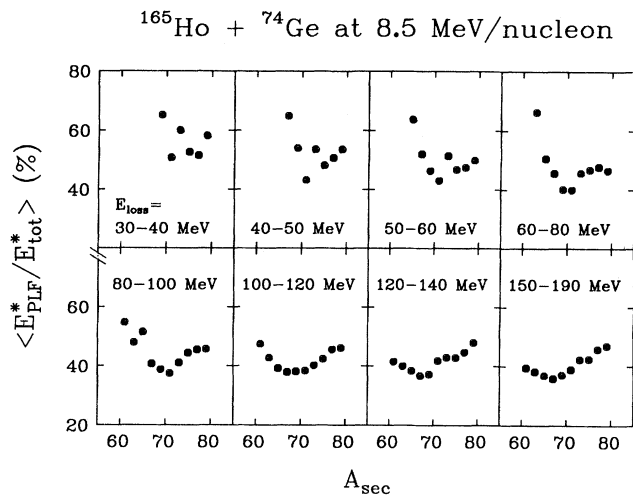 ¹⁶⁵Ho + ⁷⁴Ge at 8.5 MeV/nucleon
<E*PLF/E*tot> (%)
80
60
40
Eloss=
30-40 MeV
40-50 MeV
50-60 MeV
60-80 MeV
80-100 MeV
100-120 MeV
120-140 MeV
150-190 MeV
60
40
20
60 70 80 60 70 80 60 70 80 60 70 80
Asec